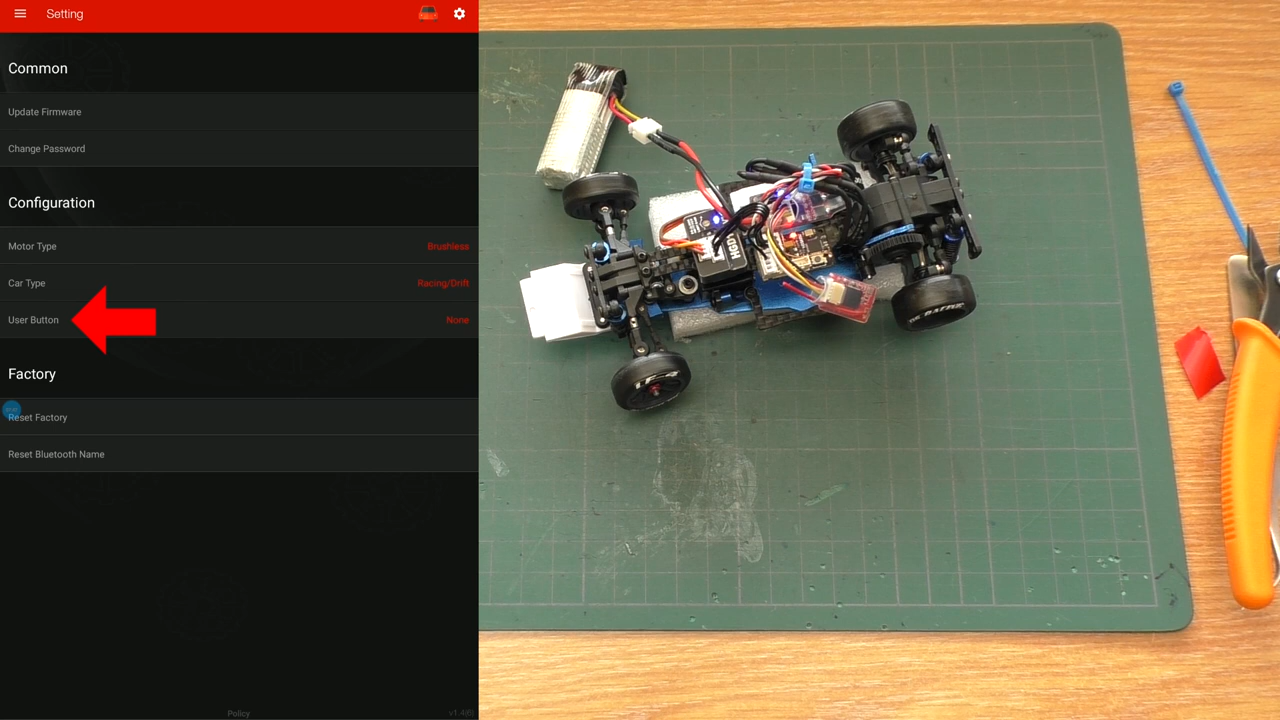 Setting
Common
Update Firmware
Change Password
Configuration
Motor Type
Brushless
Car Type
Racing/Drift
User Button
None
Factory
Reset Factory
Reset Bluetooth Name
Policy
HGD